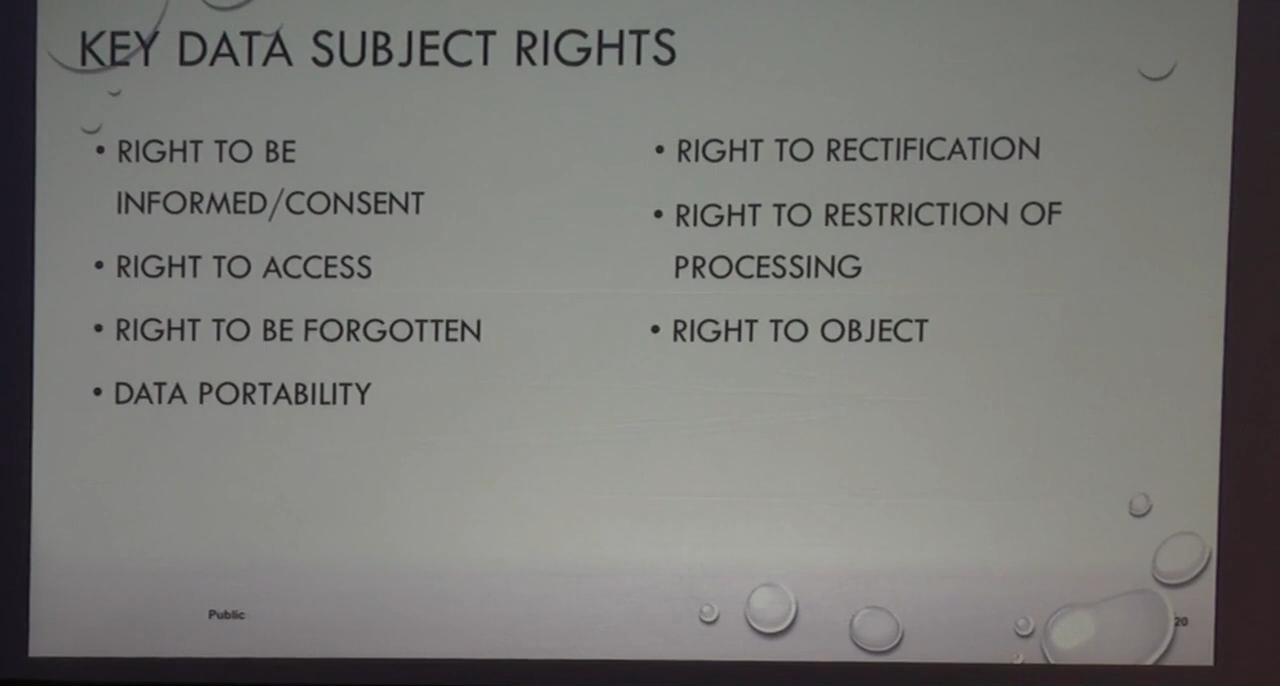 KEY DATA SUBJECT RIGHTS
• RIGHT TO BE
INFORMED/CONSENT
• RIGHT TO ACCESS
• RIGHT TO BE FORGOTTEN
• DATA PORTABILITY
• RIGHT TO RECTIFICATION
• RIGHT TO RESTRICTION OF
PROCESSING
• RIGHT TO OBJECT
Public
20